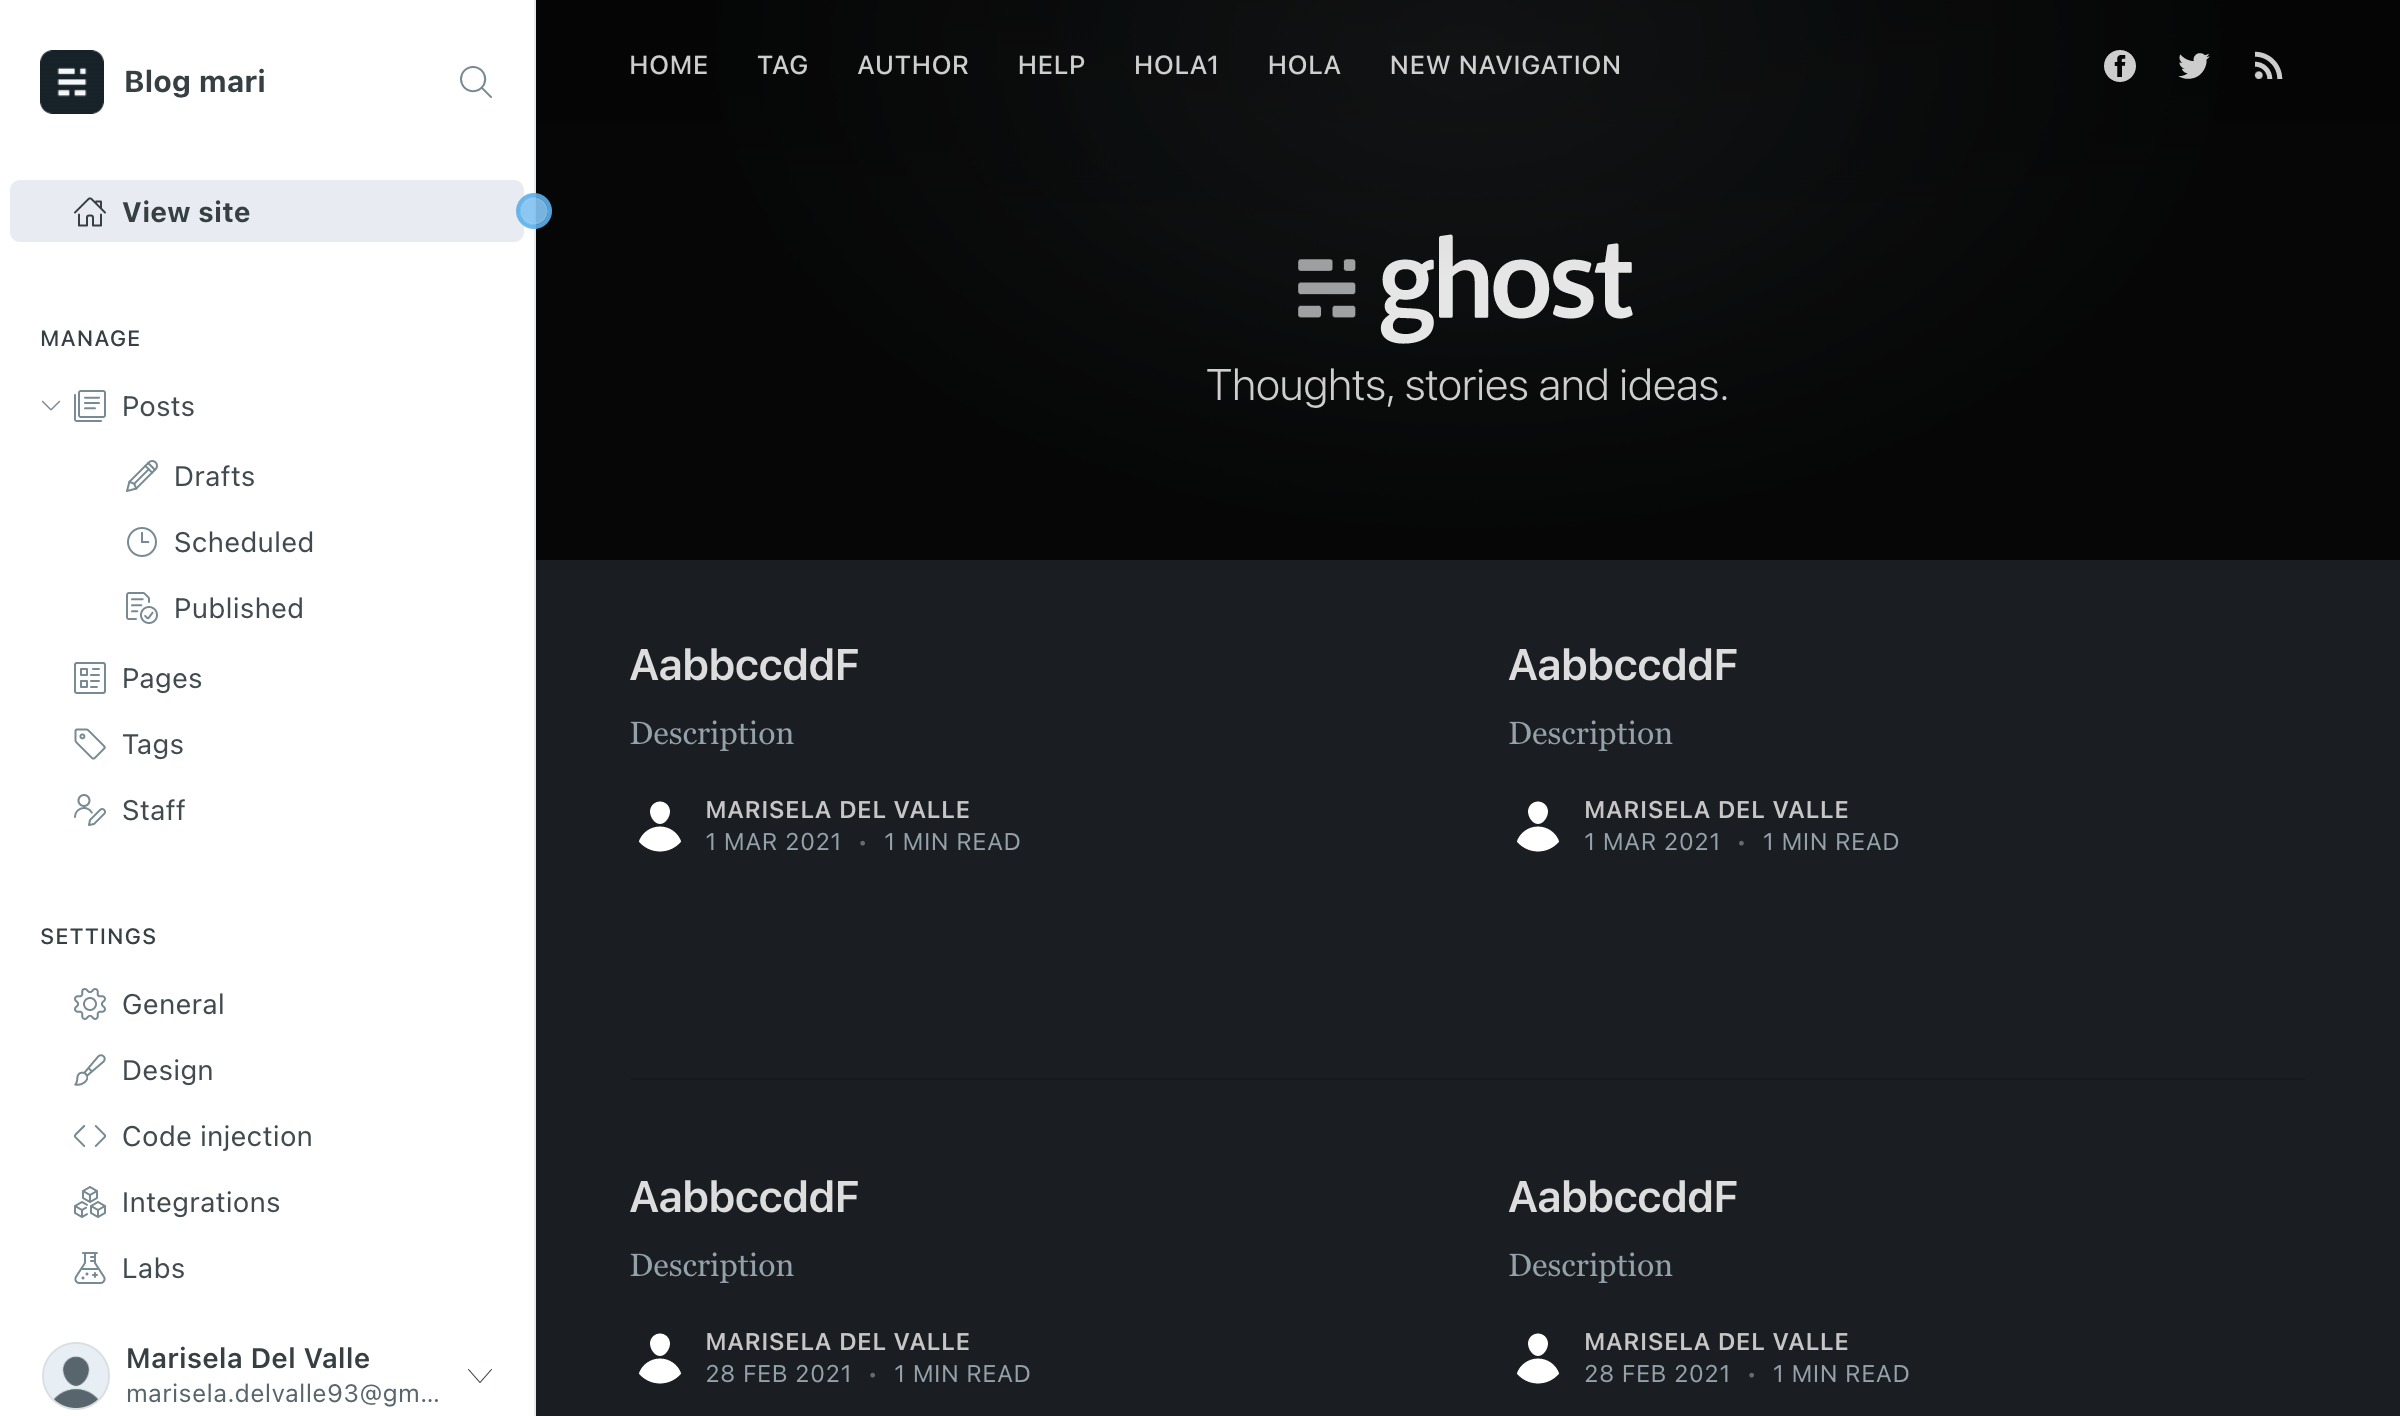 Blog mari
View site
MANAGE
Posts
Drafts
Scheduled
Published
Pages
Tags
Staff
SETTINGS
General
Design
Code injection
Integrations
Labs
Marisela Del Valle
marisela.delvalle93@gm...
HOME TAG AUTHOR HELP HOLA1 HOLA NEW NAVIGATION
ghost
Thoughts, stories and ideas.
AabbccddF
Description
MARISELA DEL VALLE
1 MAR 2021 • 1 MIN READ
AabbccddF
Description
MARISELA DEL VALLE
1 MAR 2021 • 1 MIN READ
AabbccddF
Description
MARISELA DEL VALLE
28 FEB 2021 • 1 MIN READ
AabbccddF
Description
MARISELA DEL VALLE
28 FEB 2021 • 1 MIN READ